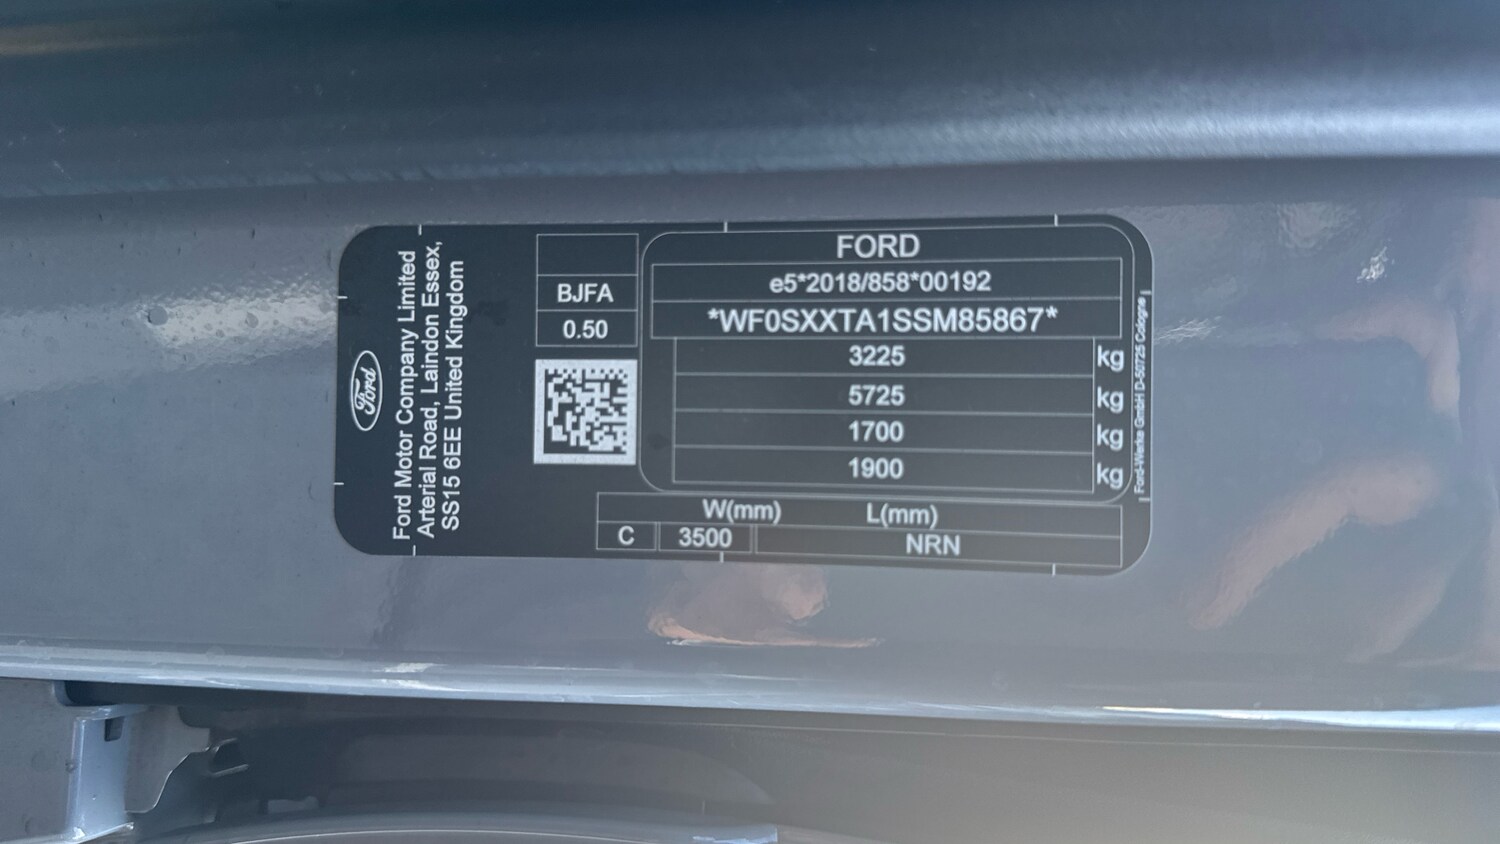 Ford
Ford Motor Company Limited
Arterial Road, Laindon Essex,
SS15 6EE United Kingdom
BJFA
0.50
FORD
e5*2018/858*00192
*WF0SXXTA1SSM85867*
3225 kg
5725 kg
1700 kg
1900 kg
W(mm) L(mm)
C 3500 NRN
Ford-Werke GmbH D-50725 Cologne